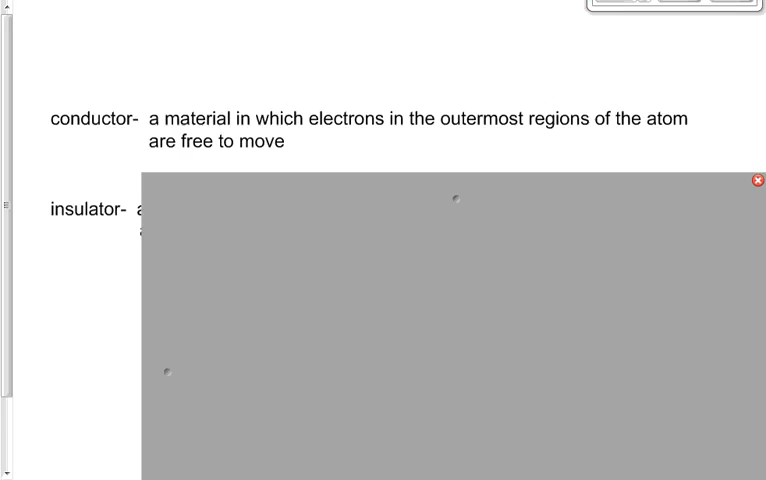 conductor- a material in which electrons in the outermost regions of the atom
are free to move
insulator-